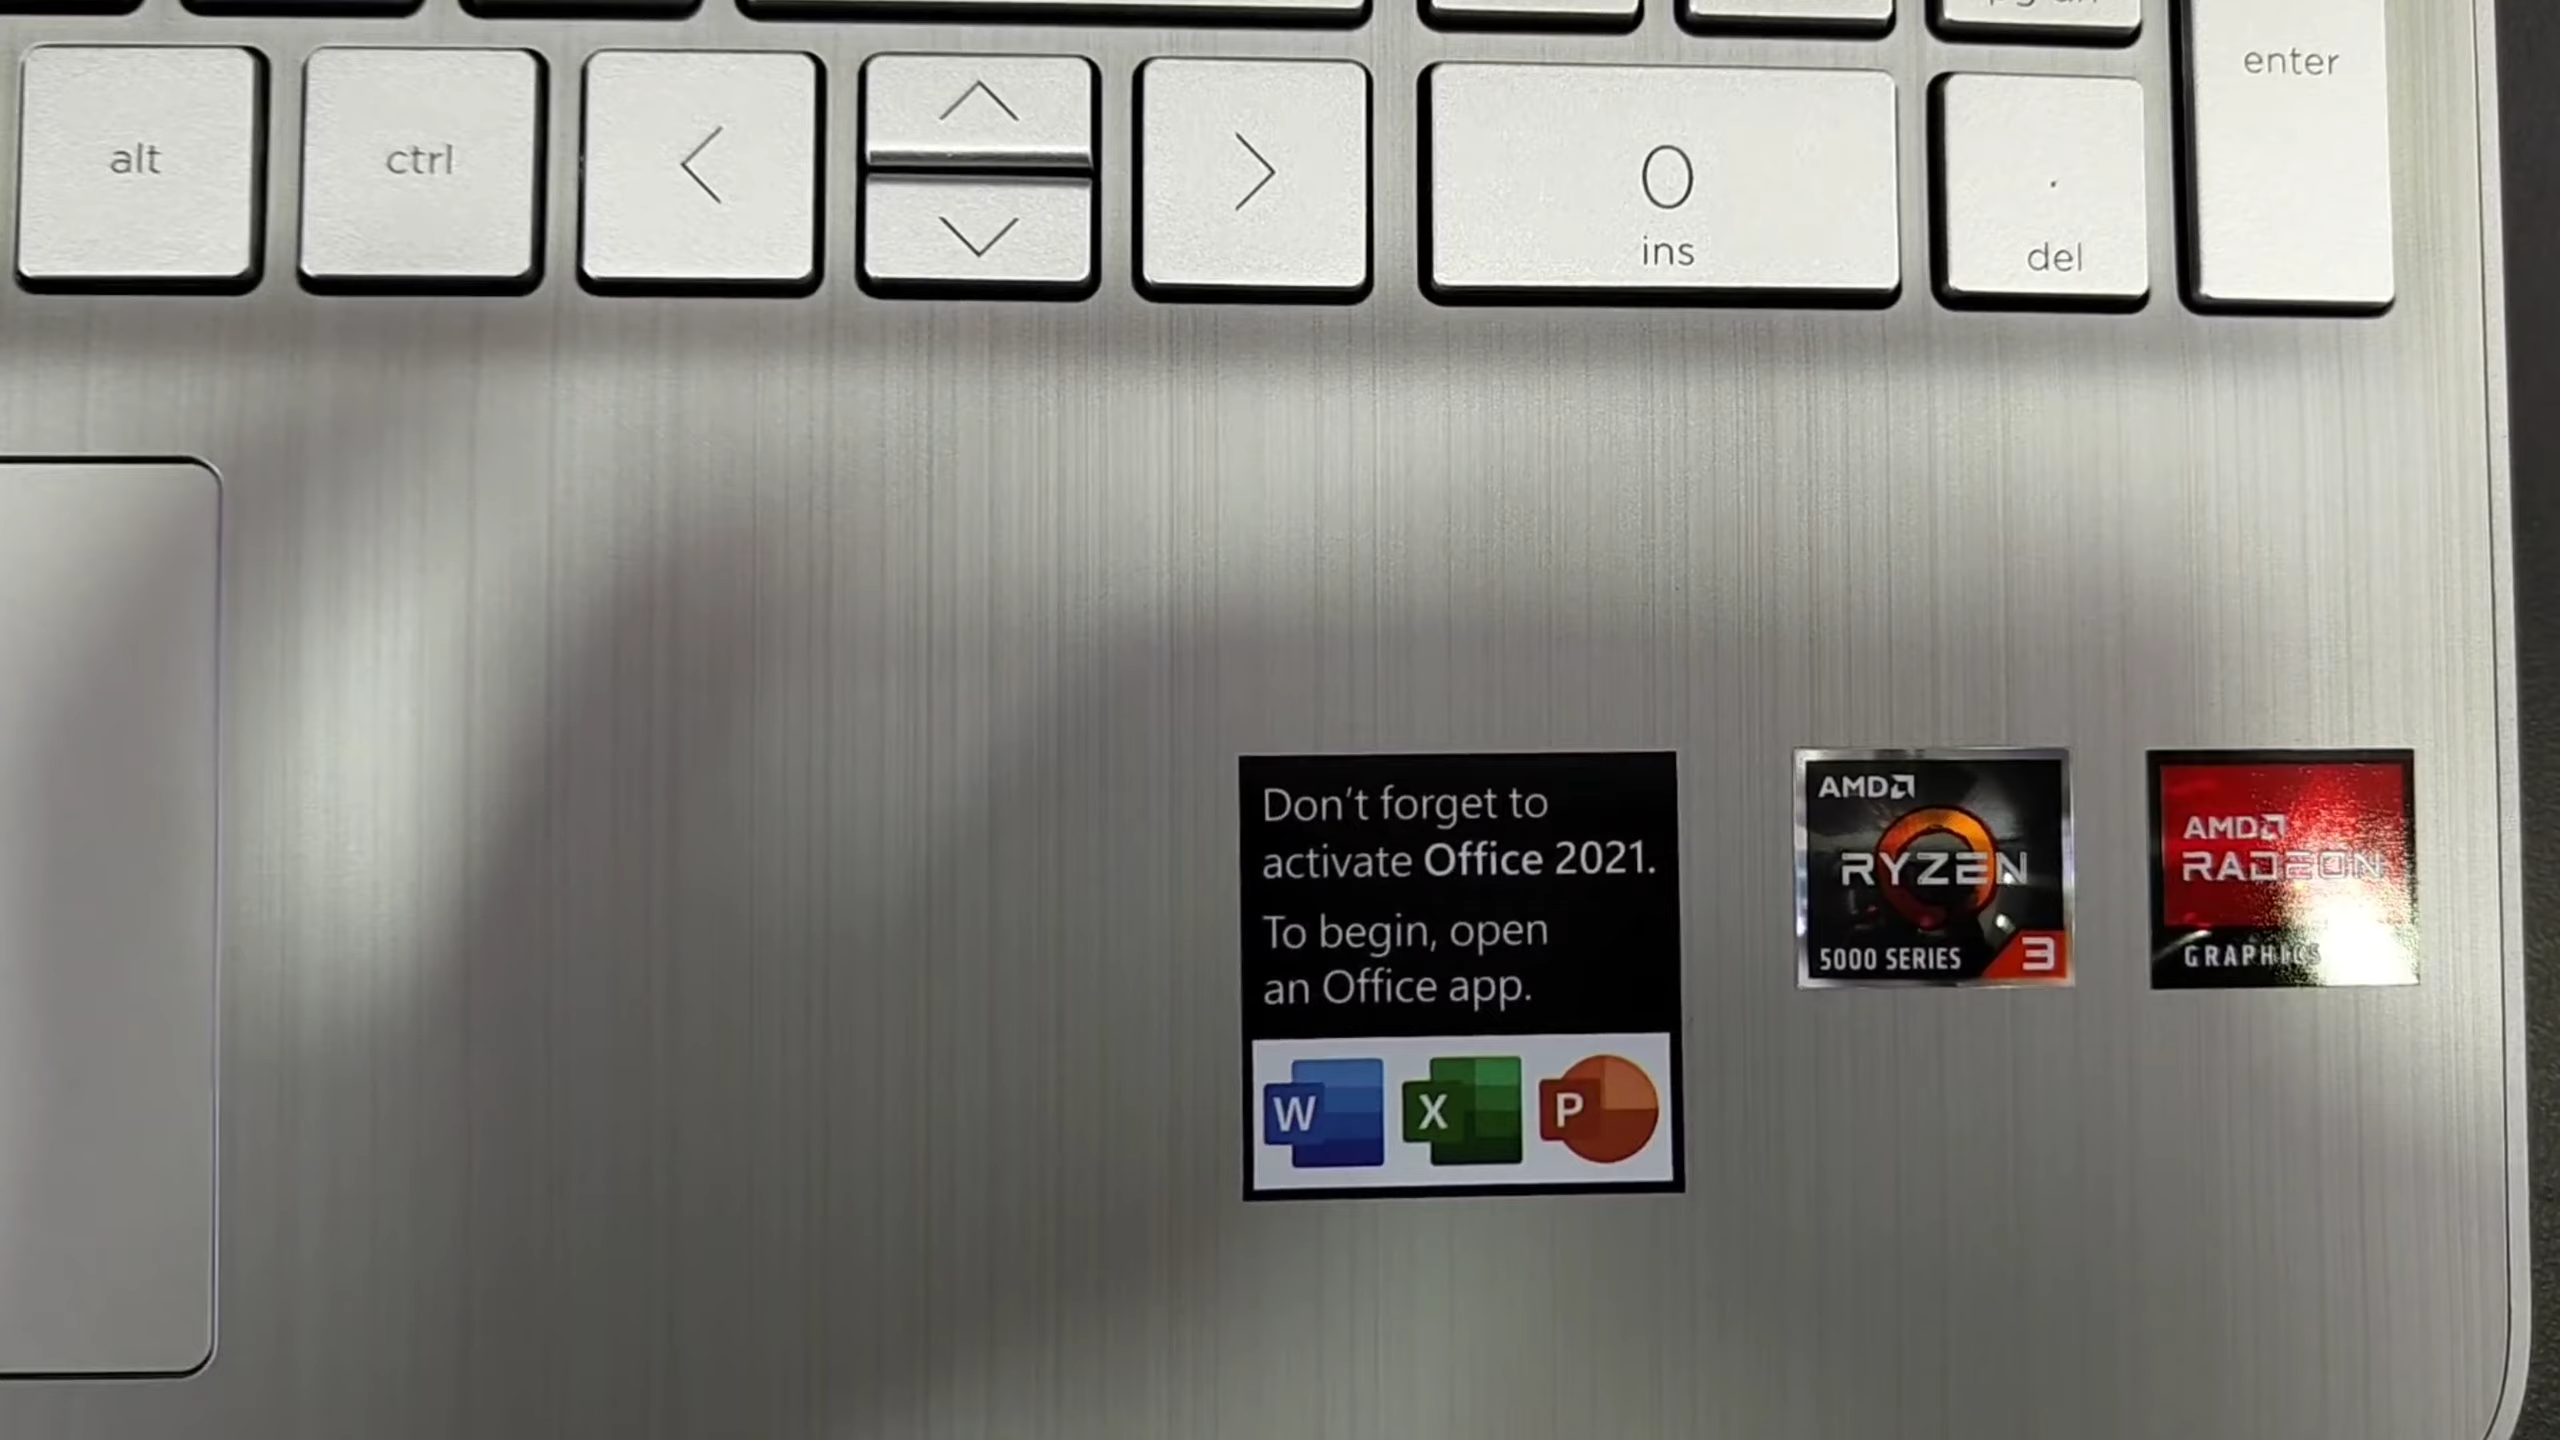 enter
alt
ctrl
0
ins
.
del
Don't forget to
activate Office 2021.
To begin, open
an Office app.
W X P
AMD
RYZEN
5000 SERIES 3
AMD
RADEON
GRAPHICS